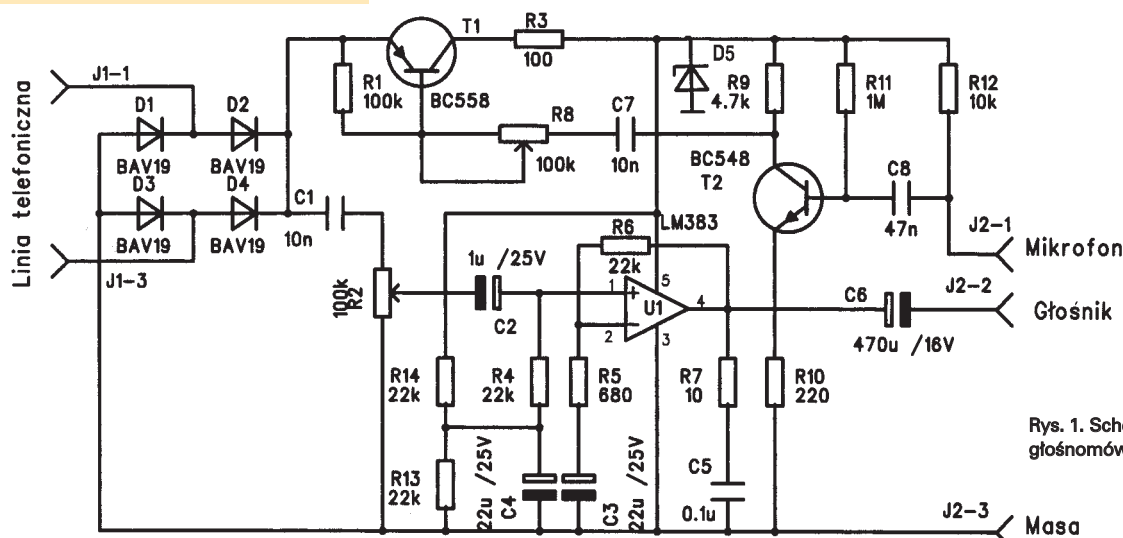 Linia telefoniczna
J1-1
D1
BAV19
D2
BAV19
D3
BAV19
D4
BAV19
J1-3
C1
10n
R1
100k
T1
BC558
R3
100
R8
100k
C7
10n
D5
R9
4.7k
R11
1M
R12
10k
BC548
T2
C8
47n
J2-1
Mikrofon
J2-2
Głośnik
C6
470u /16V
LM383
R6
22k
1u /25V
C2
100k
R2
1
2
5
4
3
U1
R14
22k
R4
22k
R5
680
R7
10
R10
220
R13
22k
22u /25V
C4
C3
22u /25V
C5
0.1u
J2-3
Masa
Rys. 1. Sche
głośnomów